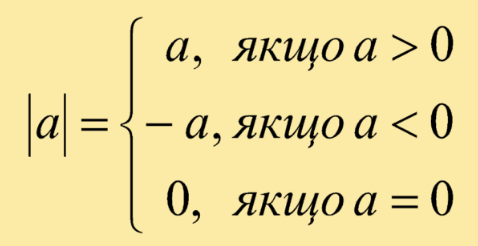 a, якщо a > 0
|a| = { – a, якщо a < 0
0, якщо a = 0